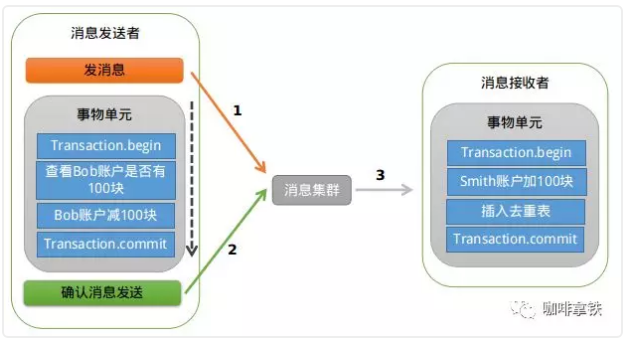 消息发送者
发消息
事物单元
Transaction.begin
查看Bob账户是否有
100块
Bob账户减100块
Transaction.commit
确认消息发送
1
2
消息集群
3
消息接收者
事物单元
Transaction.begin
Smith账户加100块
插入去重表
Transaction.commit
咖啡拿铁